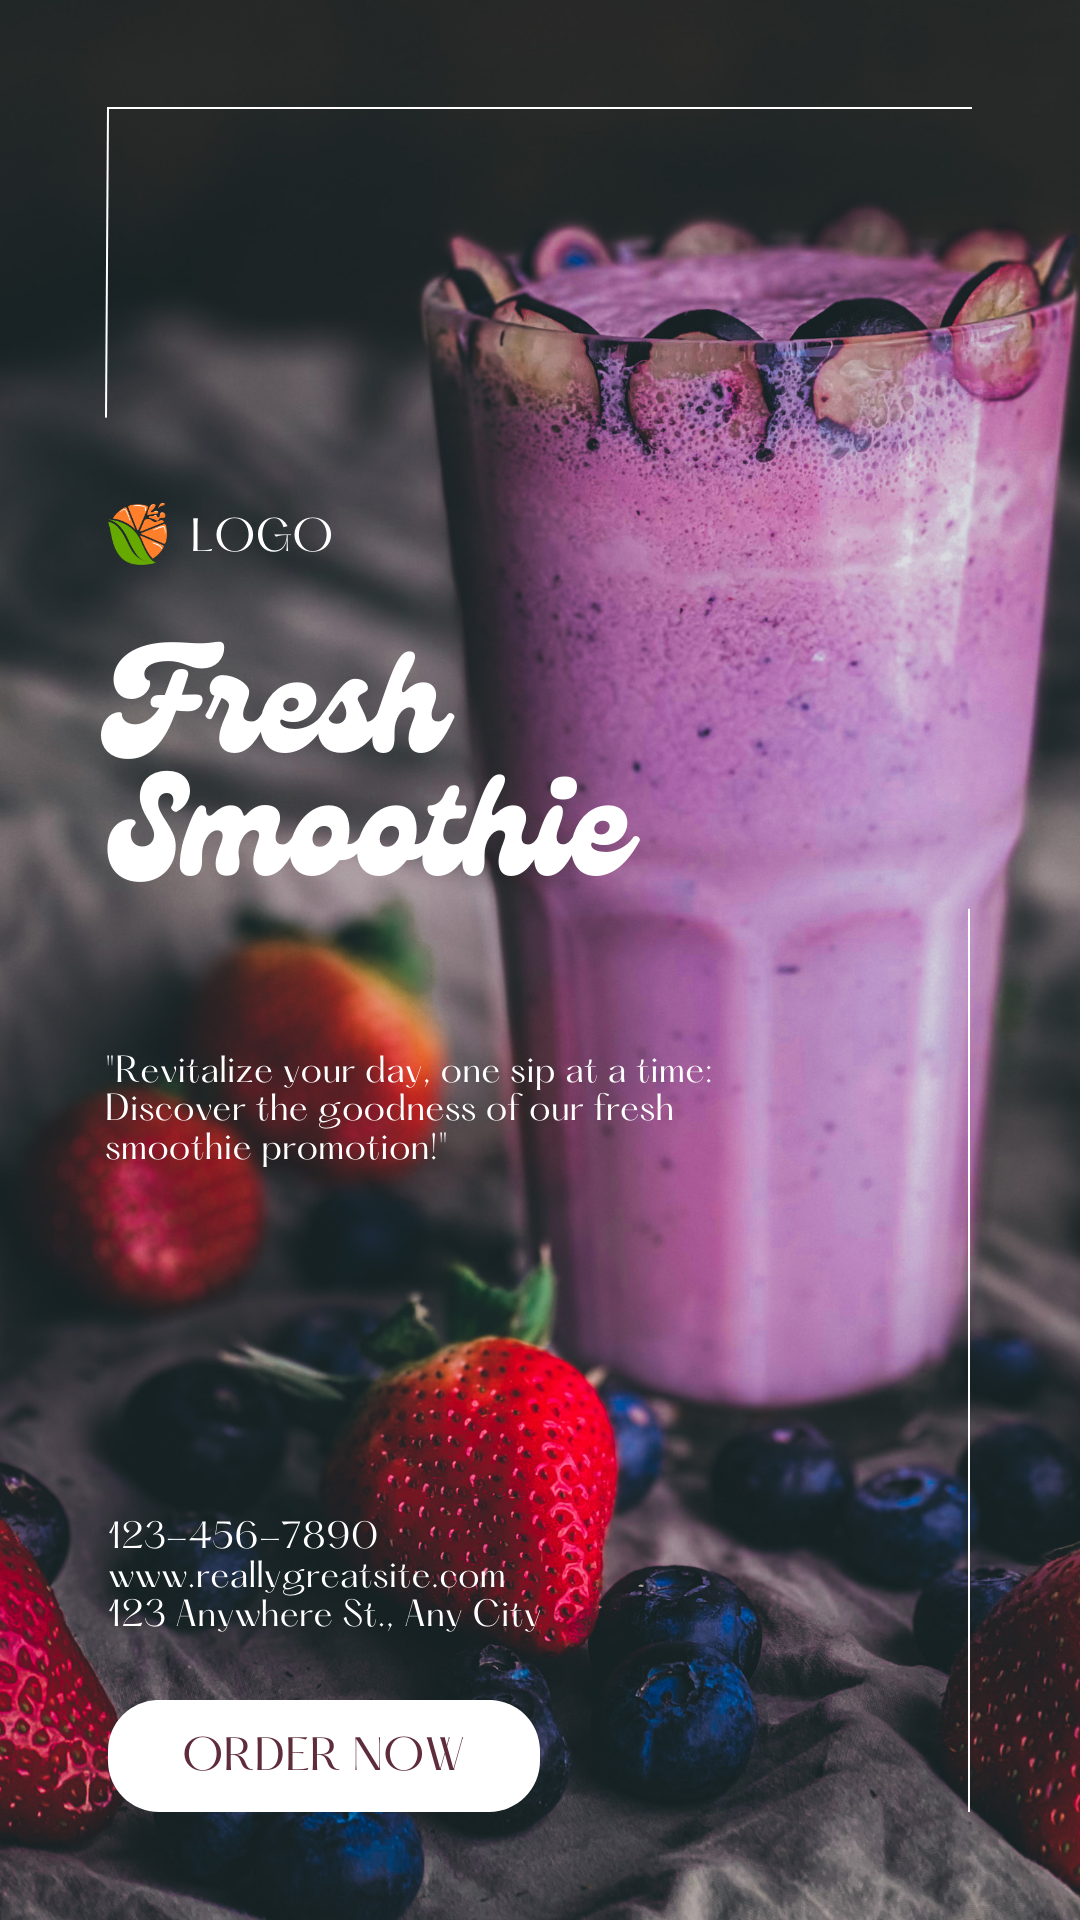 LOGO
Fresh
Smoothie
"Revitalize your day, one sip at a time:
Discover the goodness of our fresh
smoothie promotion!"
123-456-7890
www.reallygreatsite.com
123 Anywhere St., Any City
ORDER NOW